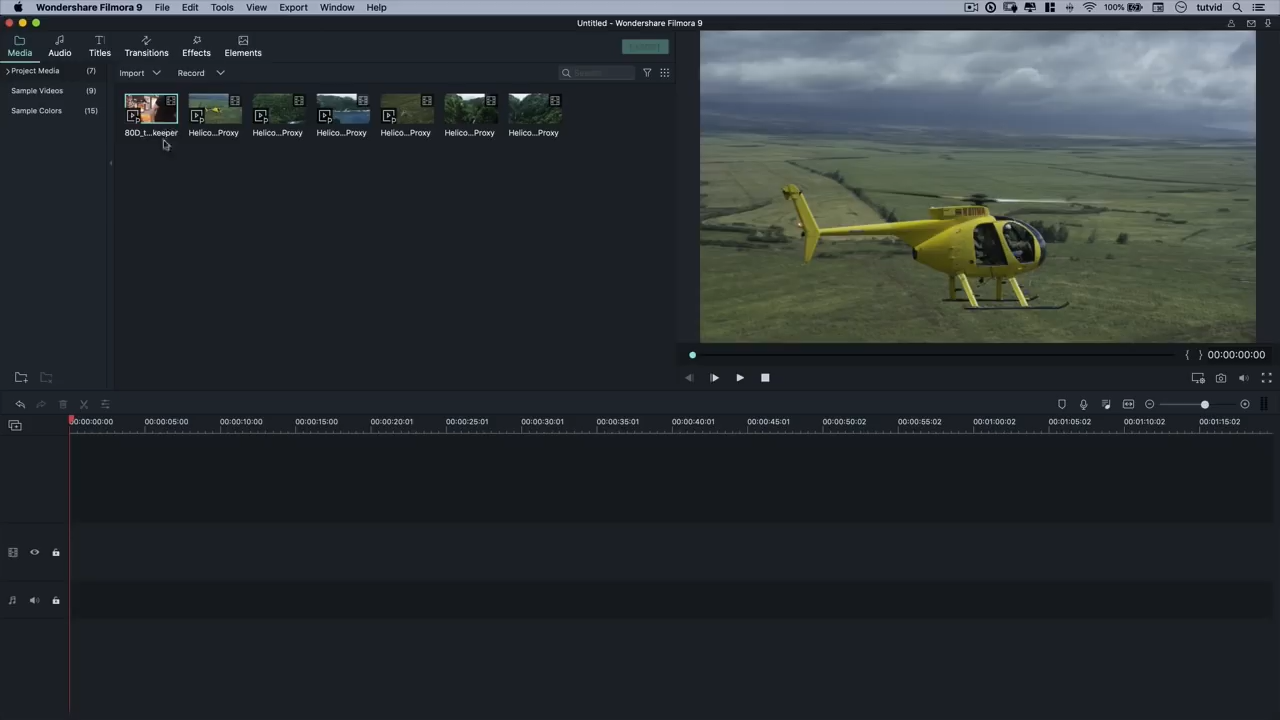 Wondershare Filmora 9 File Edit Tools View Export Window Help 100% tutvid
Untitled - Wondershare Filmora 9
Media Audio Titles Transitions Effects Elements
Project Media (7)
Sample Videos (9)
Sample Colors (15)
Import Record
80D_t...keeper Helico...Proxy Helico...Proxy Helico...Proxy Helico...Proxy Helico...Proxy Helico...Proxy
{ } 00:00:00:00
00:00:00:00 00:00:05:00 00:00:10:00 00:00:15:00 00:00:20:01 00:00:25:01 00:00:30:01 00:00:35:01 00:00:40:01 00:00:45:01 00:00:50:02 00:00:55:02 00:01:00:02 00:01:05:02 00:01:10:02 00:01:15:02